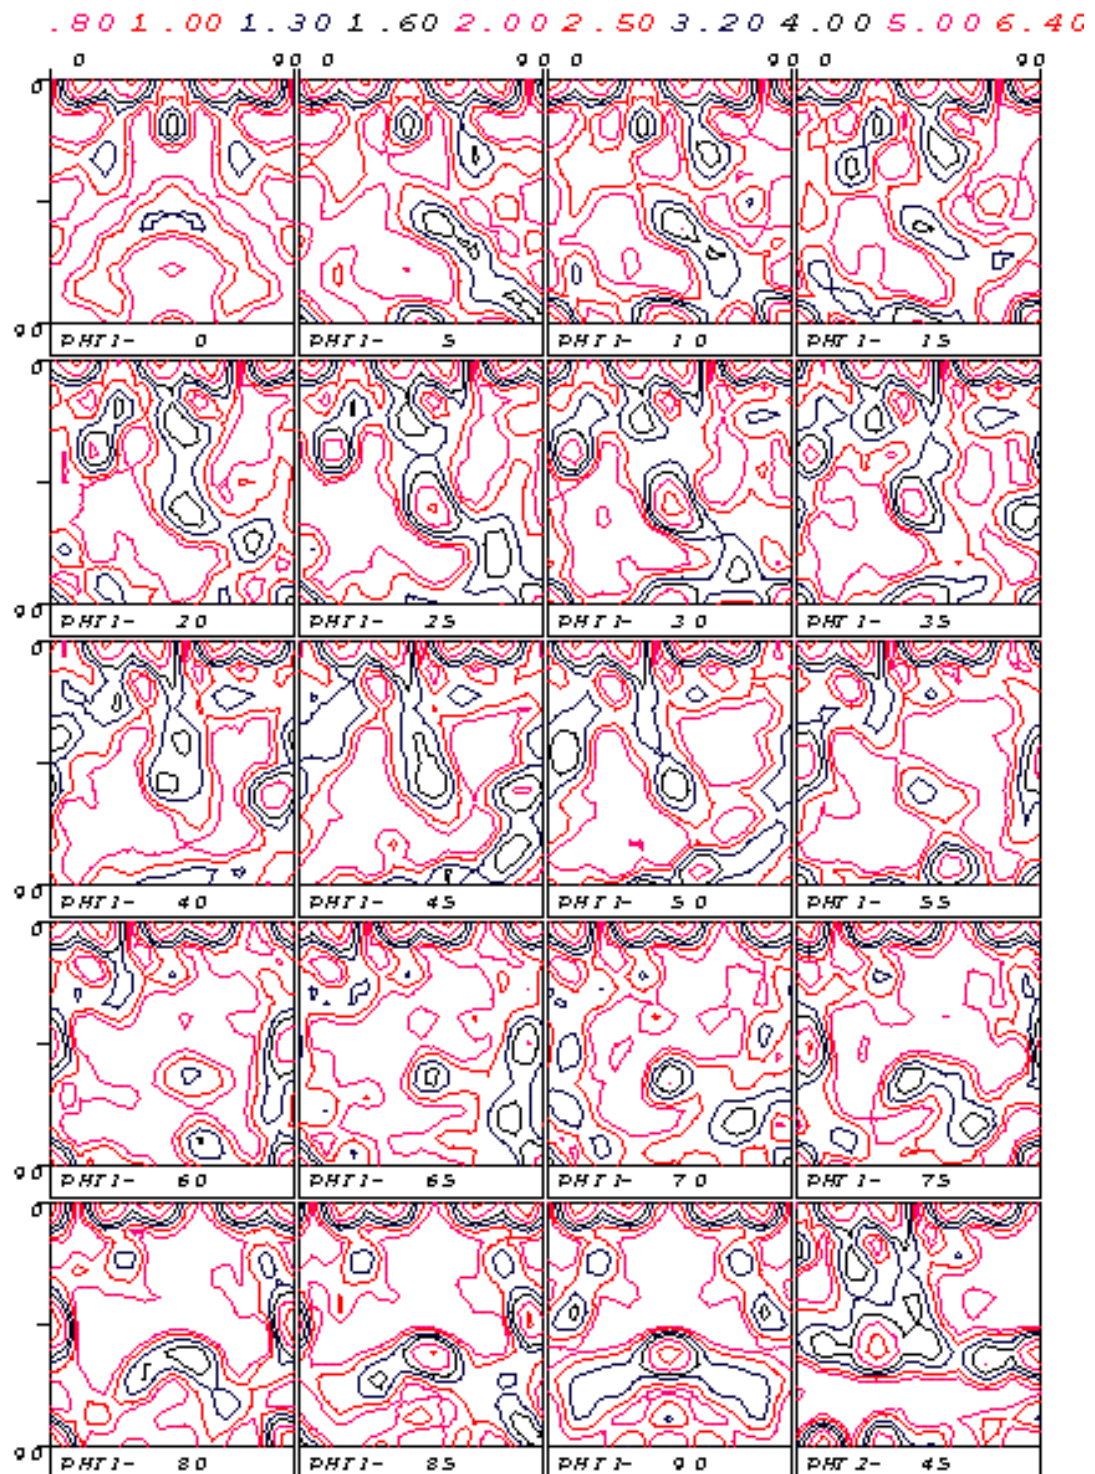 .80 1.00 1.30 1.60 2.00 2.50 3.20 4.00 5.00 6.40
0 90 0 90 0 90 0 90
0
90 PHI1- 0 PHI1- 5 PHI1- 10 PHI1- 15
0
90 PHI1- 20 PHI1- 25 PHI1- 30 PHI1- 35
PHI1- 40 PHI1- 45 PHI1- 50 PHI1- 55
0
90 PHI1- 60 PHI1- 65 PHI1- 70 PHI1- 75
0
90 PHI1- 80 PHI1- 85 PHI1- 90 PHI2- 45